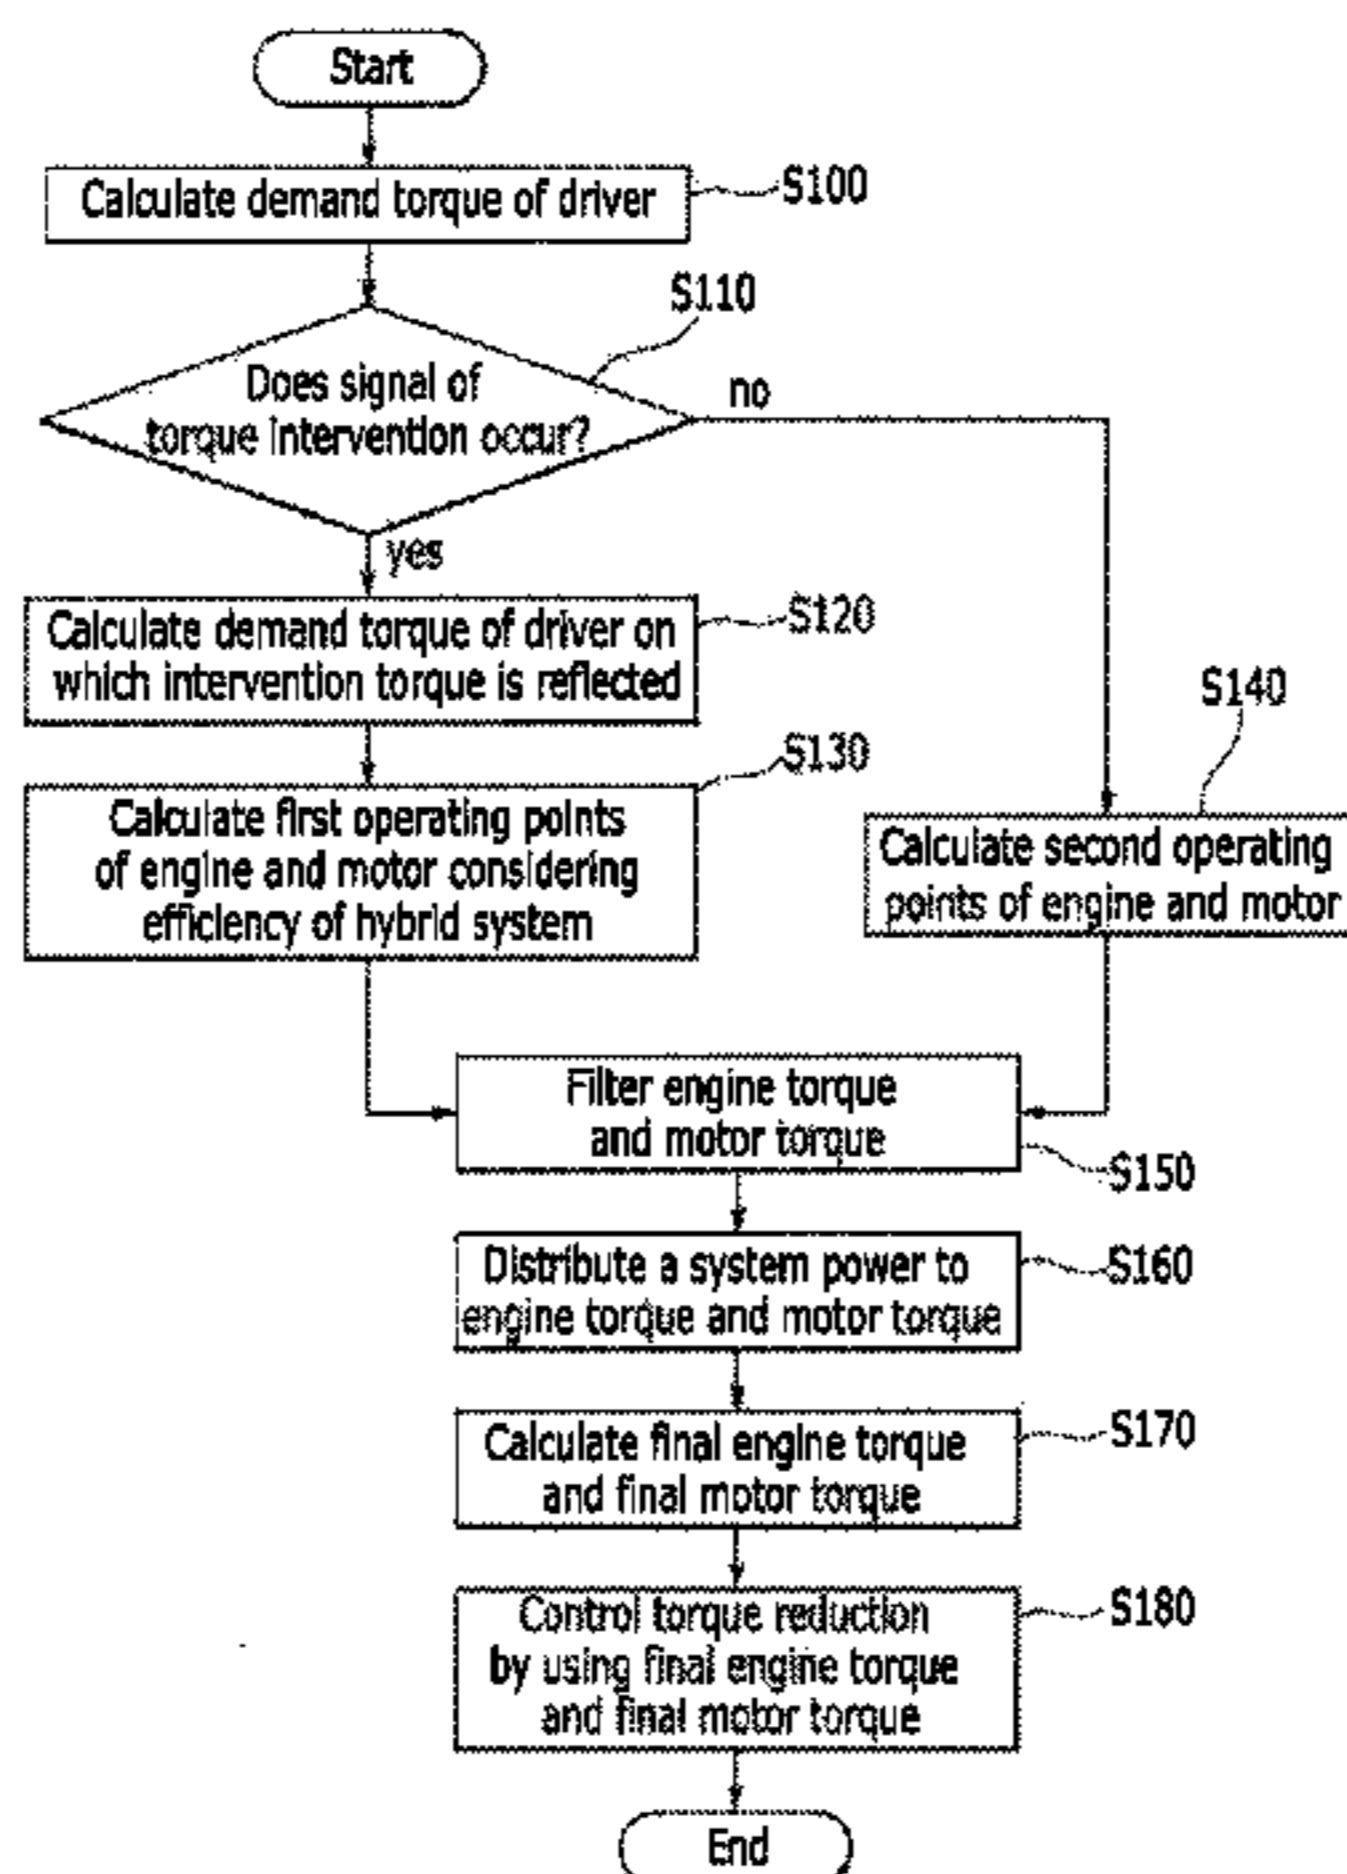 Start
Calculate demand torque of driver
S100
S110
Does signal of
torque intervention occur?
no
yes
Calculate demand torque of driver on
which intervention torque is reflected
S120
S130
Calculate first operating points
of engine and motor considering
efficiency of hybrid system
S140
Calculate second operating
points of engine and motor
Filter engine torque
and motor torque
S150
Distribute a system power to
engine torque and motor torque
S160
Calculate final engine torque
and final motor torque
S170
Control torque reduction
by using final engine torque
and final motor torque
S180
End